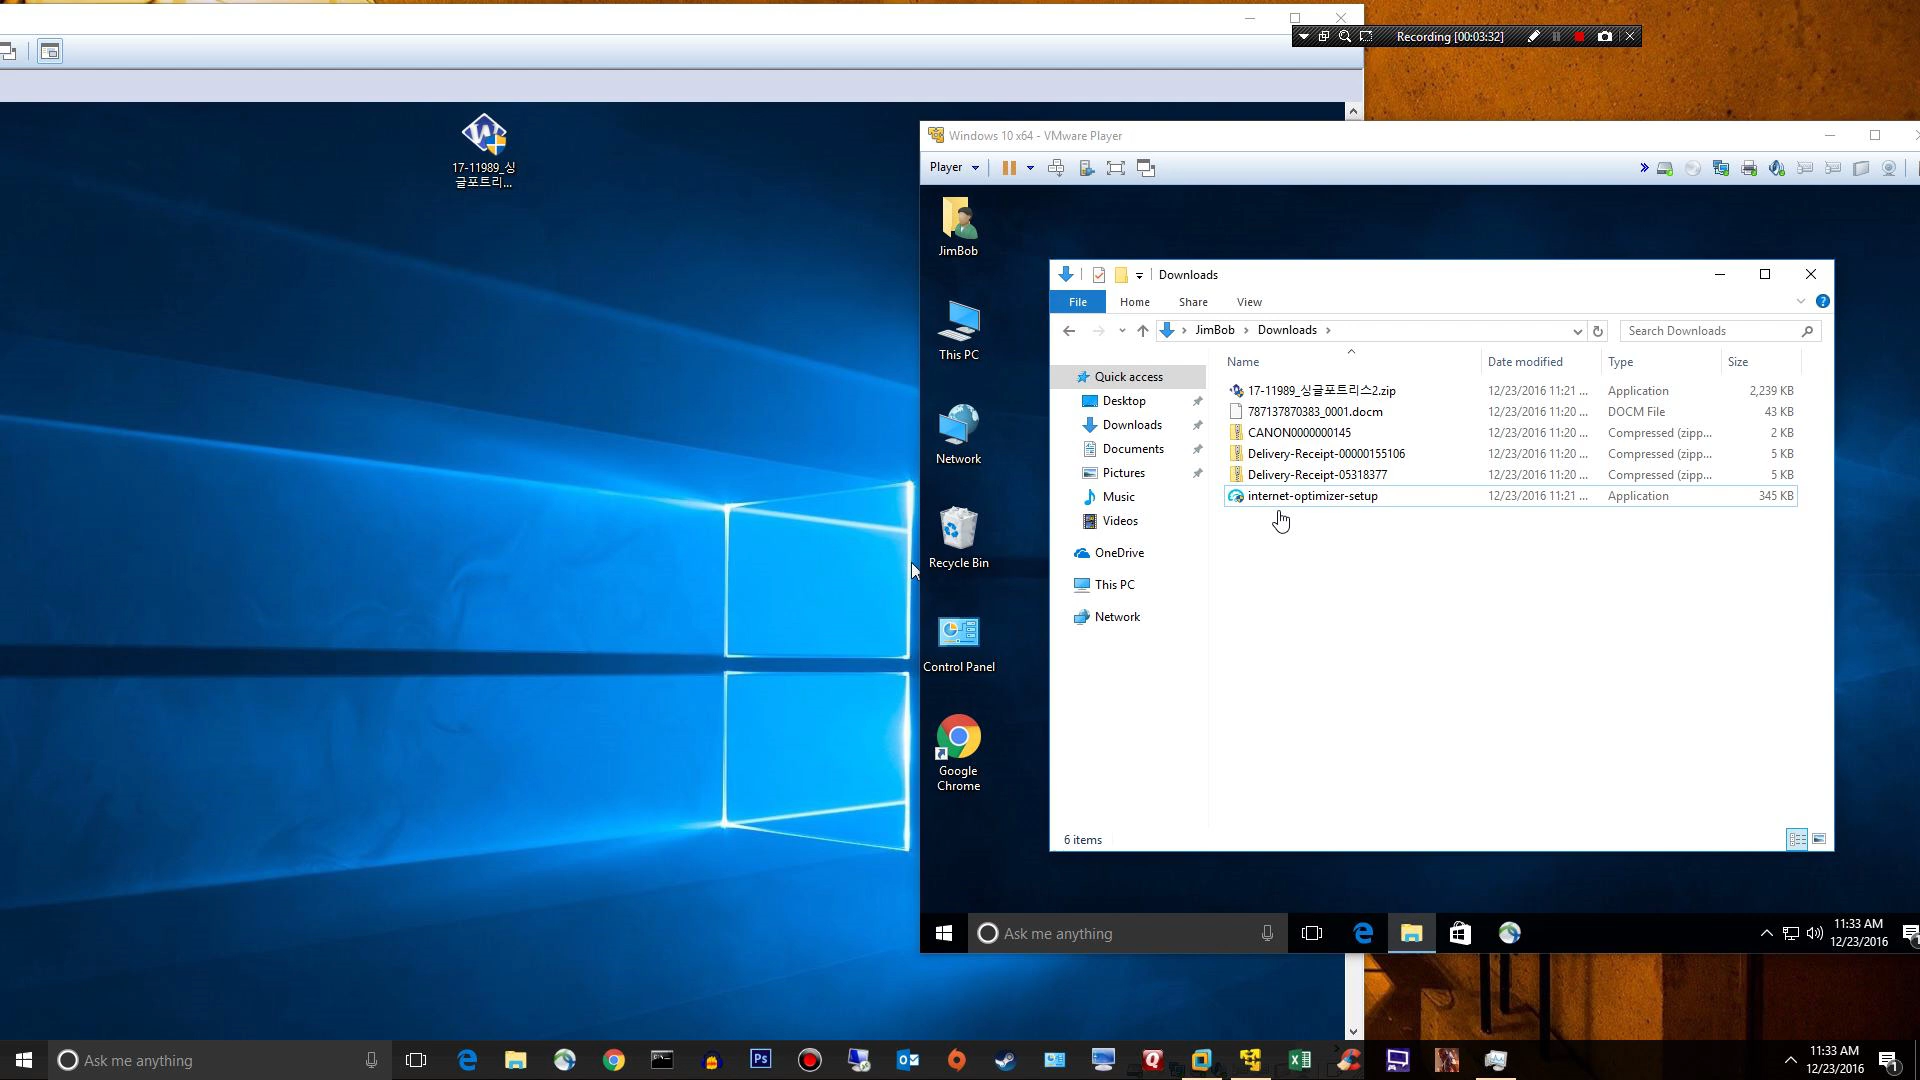 Recording [00:03:32]
17-11989_싱
글포트리...
Windows 10 x64 - VMware Player
Player
JimBob
This PC
Network
Recycle Bin
Control Panel
Google
Chrome
Downloads
File Home Share View
JimBob Downloads
Search Downloads
Name Date modified Type Size
Quick access
Desktop
Downloads
Documents
Pictures
Music
Videos
OneDrive
This PC
Network
17-11989_싱글포트리스2.zip 12/23/2016 11:21 ... Application 2,239 KB
787137870383_0001.docm 12/23/2016 11:20 ... DOCM File 43 KB
CANON0000000145 12/23/2016 11:20 ... Compressed (zipp... 2 KB
Delivery-Receipt-00000155106 12/23/2016 11:20 ... Compressed (zipp... 5 KB
Delivery-Receipt-05318377 12/23/2016 11:20 ... Compressed (zipp... 5 KB
internet-optimizer-setup 12/23/2016 11:21 ... Application 345 KB
6 items
Ask me anything
11:33 AM
12/23/2016
Ask me anything
Ps
11:33 AM
12/23/2016
1